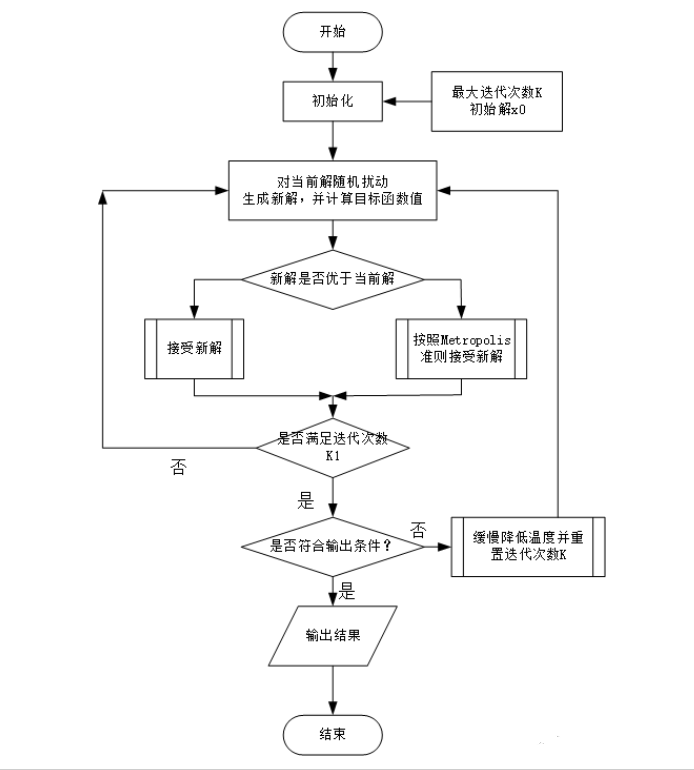 开始
初始化
最大迭代次数K
初始解x0
对当前解随机扰动
生成新解，并计算目标函数值
新解是否优于当前解
接受新解
按照Metropolis
准则接受新解
是否满足迭代次数
K1
否
是
是否符合输出条件？
否
缓慢降低温度并重
置迭代次数K
是
输出结果
结束